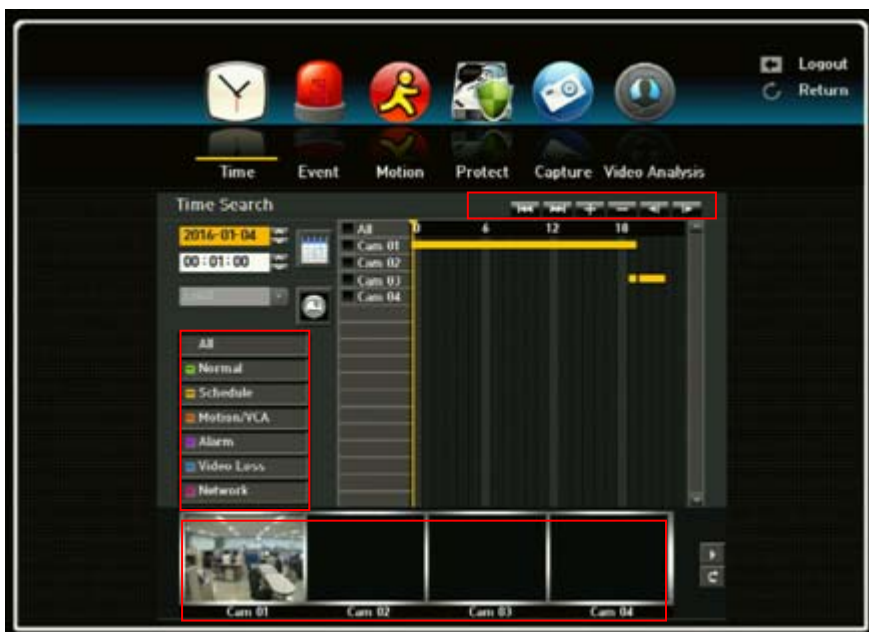 Logout
Return
Time Event Motion Protect Capture Video Analysis
Time Search
2016-01-04
00:01:00
All 0 6 12 18
Cam 01
Cam 02
Cam 03
Cam 04
All
Normal
Schedule
Motion/VCA
Alarm
Video Loss
Network
Cam 01 Cam 02 Cam 03 Cam 04